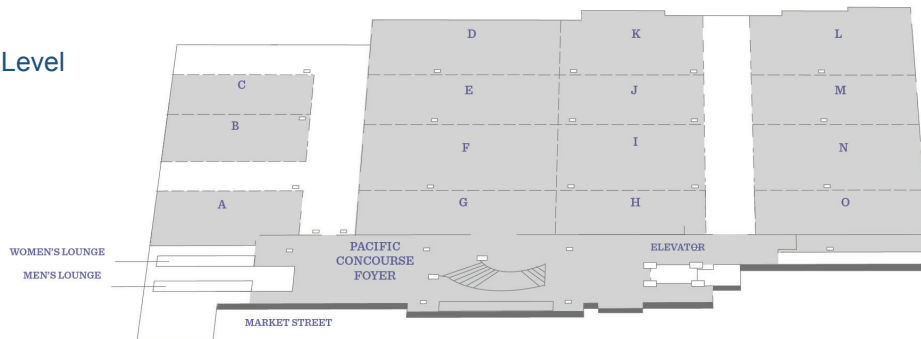 Level
D
K
L
C
E
J
M
B
F
I
N
A
G
H
O
WOMEN'S LOUNGE
MEN'S LOUNGE
PACIFIC
CONCOURSE
FOYER
ELEVATOR
MARKET STREET